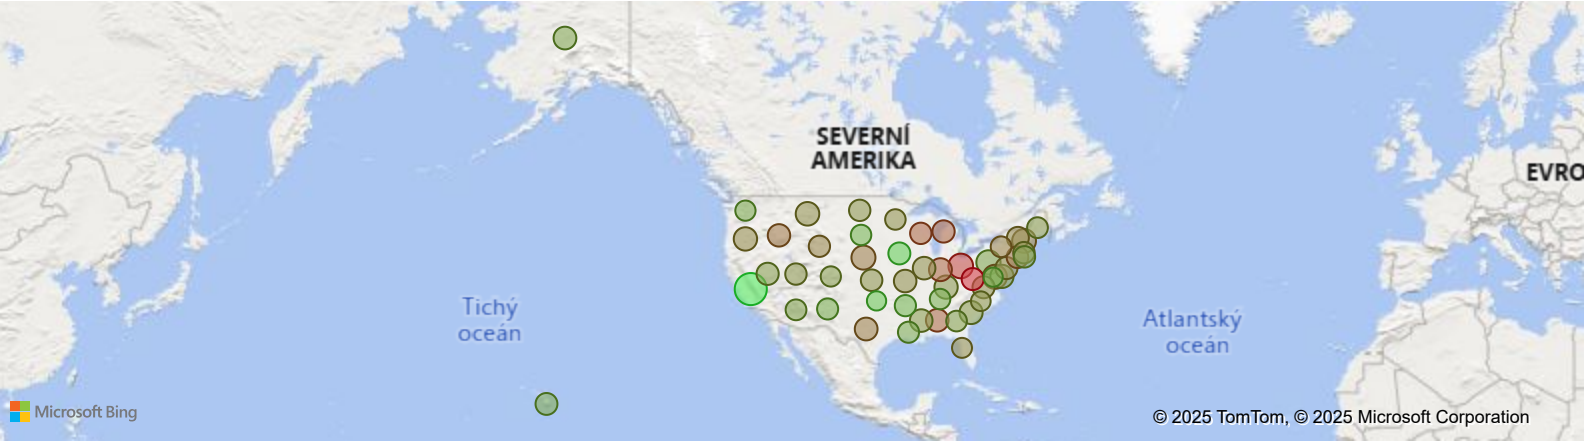 SEVERNÍ
AMERIKA
EVRO
Tichý
oceán
Atlantský
oceán
Microsoft Bing
© 2025 TomTom, © 2025 Microsoft Corporation